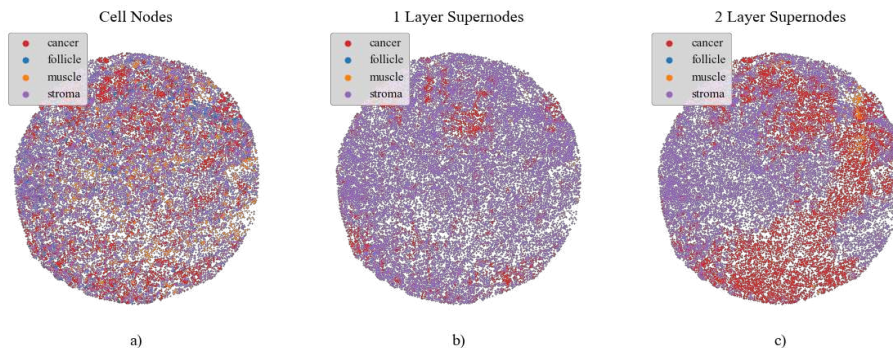 Cell Nodes
cancer
follicle
muscle
stroma
a)
1 Layer Supernodes
cancer
follicle
muscle
stroma
b)
2 Layer Supernodes
cancer
follicle
muscle
stroma
c)